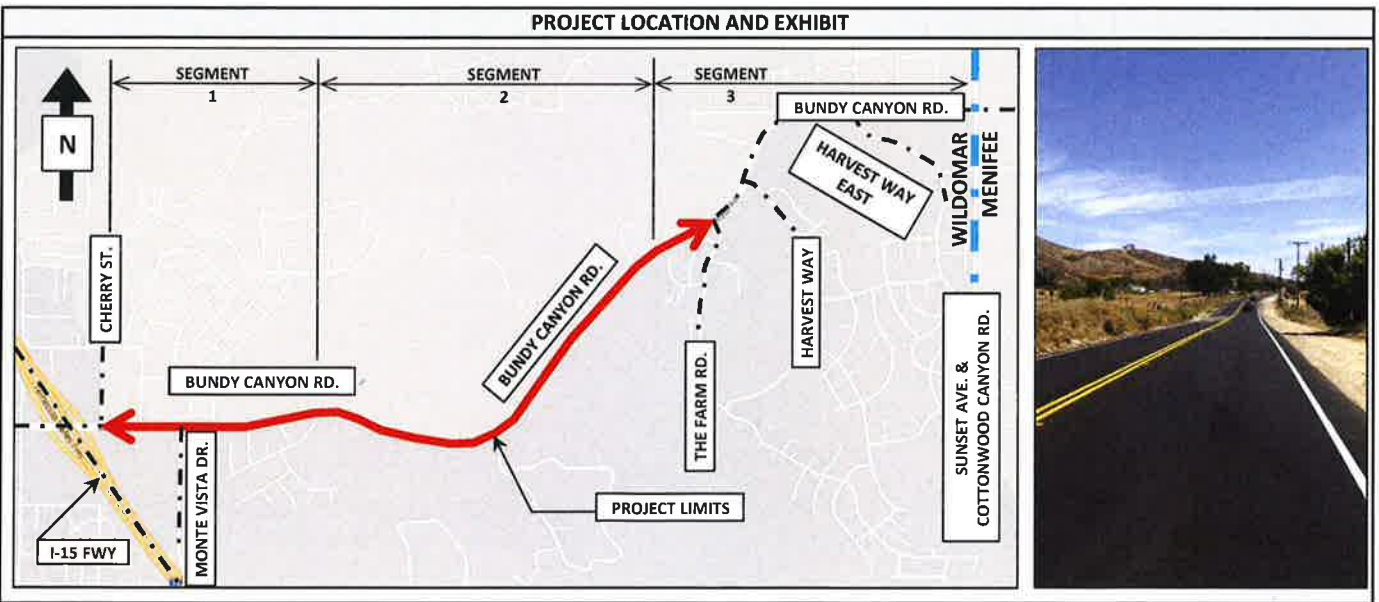 PROJECT LOCATION AND EXHIBIT
SEGMENT
1
SEGMENT
2
SEGMENT
3
N
BUNDY CANYON RD.
HARVEST WAY
EAST
WILDOMAR
MENIFEE
CHERRY ST.
BUNDY CANYON RD.
BUNDY CANYON RD.
HARVEST WAY
THE FARM RD.
SUNSET AVE. &
COTTONWOOD CANYON RD.
MONTE VISTA DR.
PROJECT LIMITS
I-15 FWY